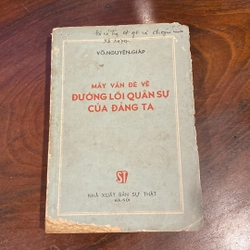 VÕ-NGUYÊN-GIÁP
MẤY VẤN ĐỀ VỀ
ĐƯỜNG LỐI QUÂN SỰ
CỦA ĐẢNG TA
ST
NHÀ XUẤT BẢN SỰ THẬT
HÀ-NỘI